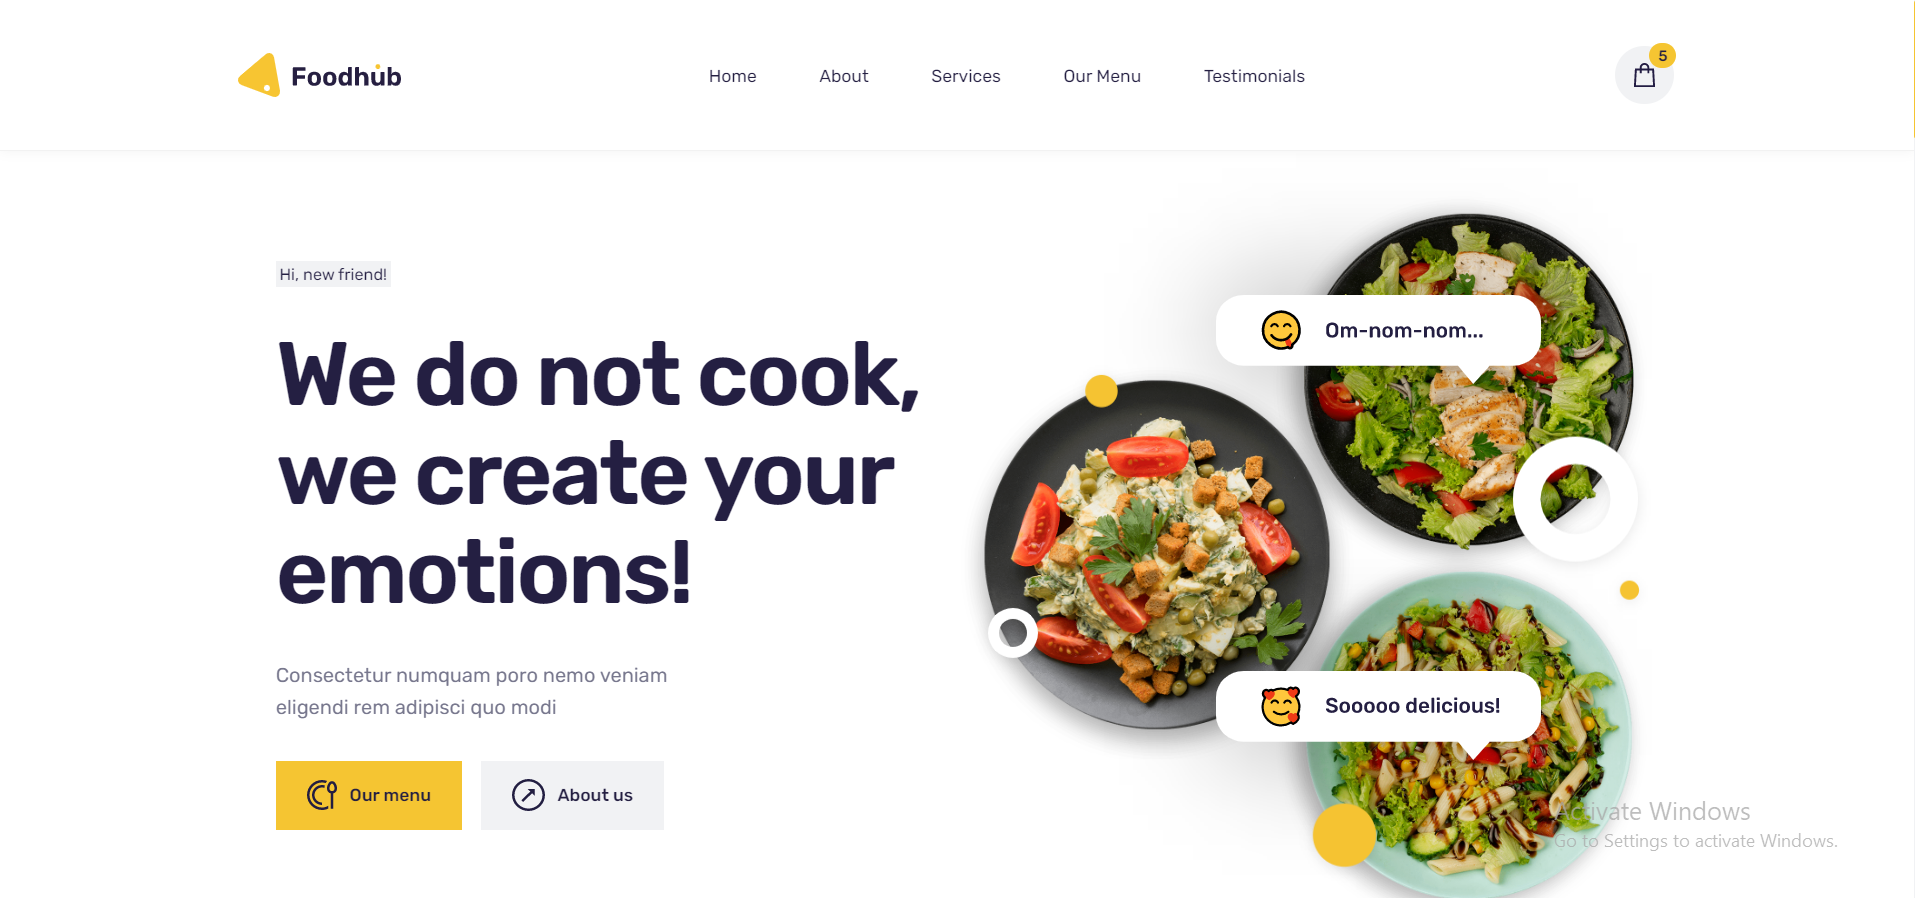 Foodhub
Home
About
Services
Our Menu
Testimonials
5
Hi, new friend!
We do not cook,
we create your
emotions!
Om-nom-nom...
Consectetur numquam poro nemo veniam
eligendi rem adipisci quo modi
Sooooo delicious!
Our menu
About us
Activate Windows
Go to Settings to activate Windows.